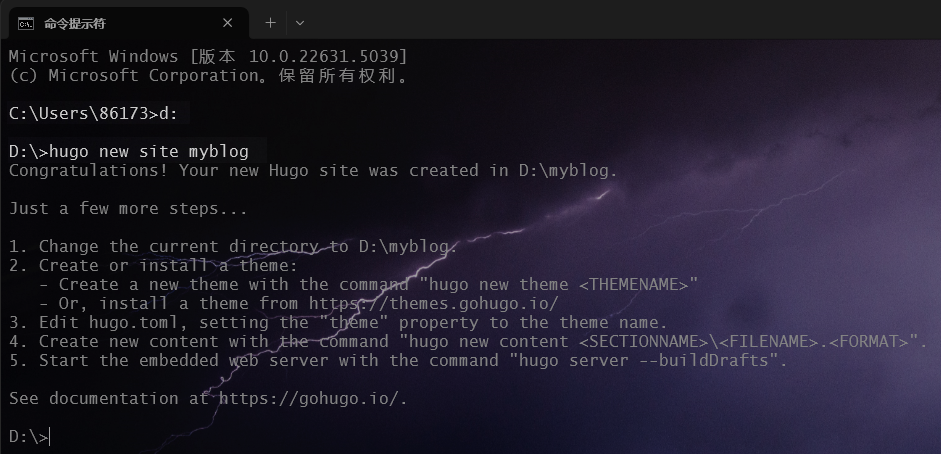 命令提示符
Microsoft Windows [版本 10.0.22631.5039]
(c) Microsoft Corporation。保留所有权利。
C:\Users\86173>d:
D:\>hugo new site myblog
Congratulations! Your new Hugo site was created in D:\myblog.
Just a few more steps...
1. Change the current directory to D:\myblog.
2. Create or install a theme:
   - Create a new theme with the command "hugo new theme <THEMENAME>"
   - Or, install a theme from https://themes.gohugo.io/
3. Edit hugo.toml, setting the "theme" property to the theme name.
4. Create new content with the command "hugo new content <SECTIONNAME>\<FILENAME>.<FORMAT>".
5. Start the embedded web server with the command "hugo server --buildDrafts".
See documentation at https://gohugo.io/.
D:\>